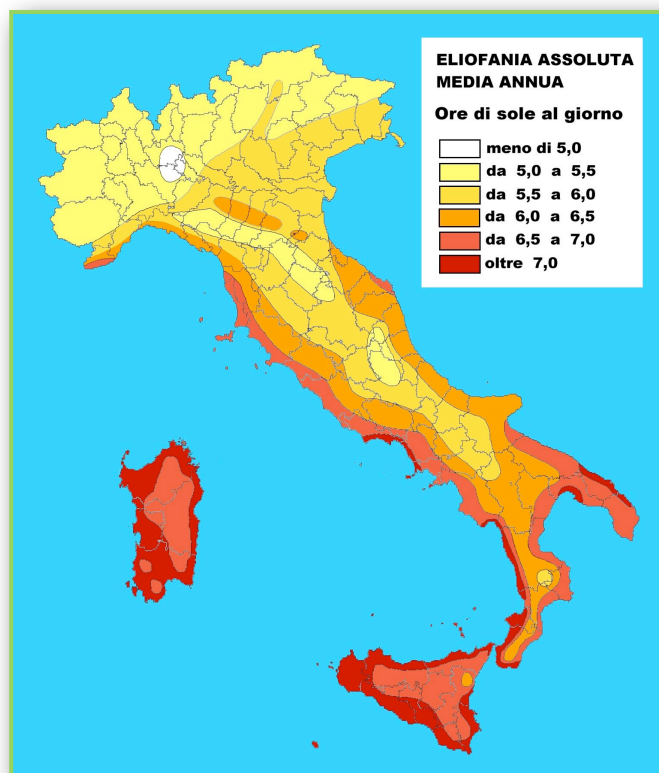 ELIOFANIA ASSOLUTA
MEDIA ANNUA
Ore di sole al giorno
meno di 5,0
da 5,0 a 5,5
da 5,5 a 6,0
da 6,0 a 6,5
da 6,5 a 7,0
oltre 7,0